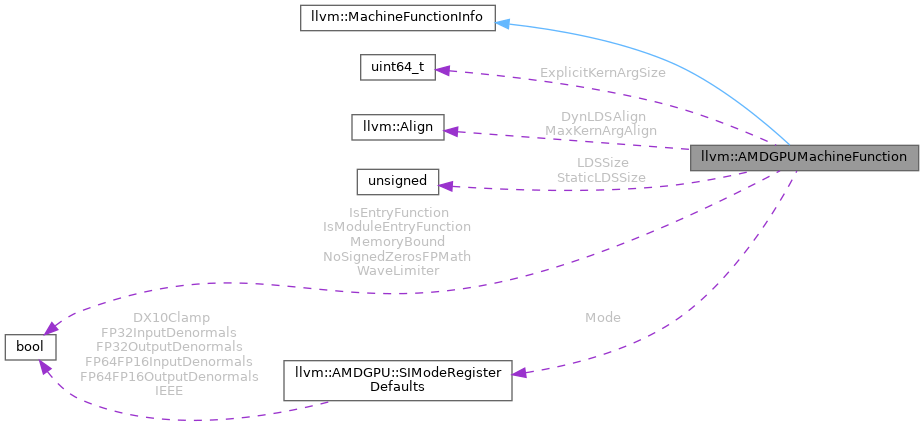 llvm::MachineFunctionInfo
uint64_t
ExplicitKernArgSize
llvm::Align
DynLDSAlign
MaxKernArgAlign
llvm::AMDGPUMachineFunction
unsigned
LDSSize
StaticLDSSize
IsEntryFunction
IsModuleEntryFunction
MemoryBound
NoSignedZerosFPMath
WaveLimiter
bool
DX10Clamp
FP32InputDenormals
FP32OutputDenormals
FP64FP16InputDenormals
FP64FP16OutputDenormals
IEEE
Mode
llvm::AMDGPU::SIModeRegister
Defaults